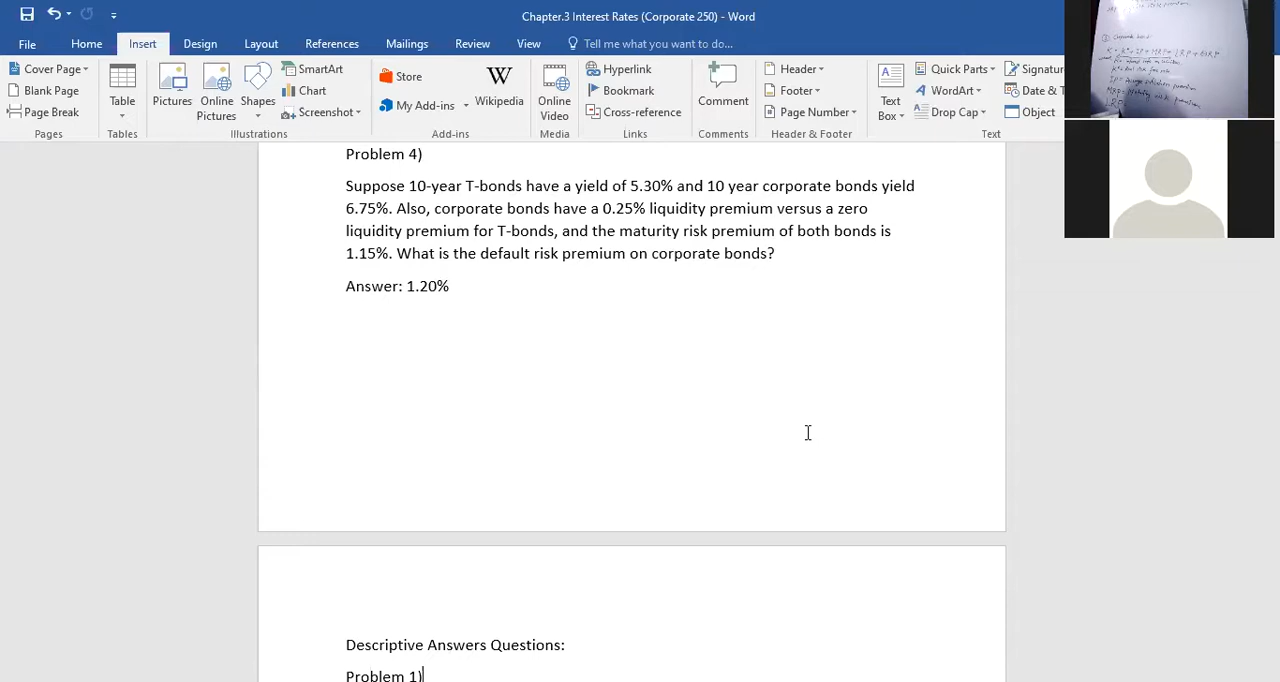 Chapter.3 Interest Rates (Corporate 250) - Word
File Home Insert Design Layout References Mailings Review View Tell me what you want to do...
Cover Page
Blank Page
Page Break
Pages
Table
Tables
Pictures
Online Pictures
Shapes
SmartArt
Chart
Screenshot
Illustrations
Store
My Add-ins
W
Wikipedia
Add-ins
Online Video
Media
Hyperlink
Bookmark
Cross-reference
Links
Comment
Comments
Header
Footer
Page Number
Header & Footer
A
Text Box
Quick Parts
WordArt
Drop Cap
Signatur
Date & T
Object
Text
Problem 4)
Suppose 10-year T-bonds have a yield of 5.30% and 10 year corporate bonds yield
6.75%. Also, corporate bonds have a 0.25% liquidity premium versus a zero
liquidity premium for T-bonds, and the maturity risk premium of both bonds is
1.15%. What is the default risk premium on corporate bonds?
Answer: 1.20%
Descriptive Answers Questions:
Problem 1)